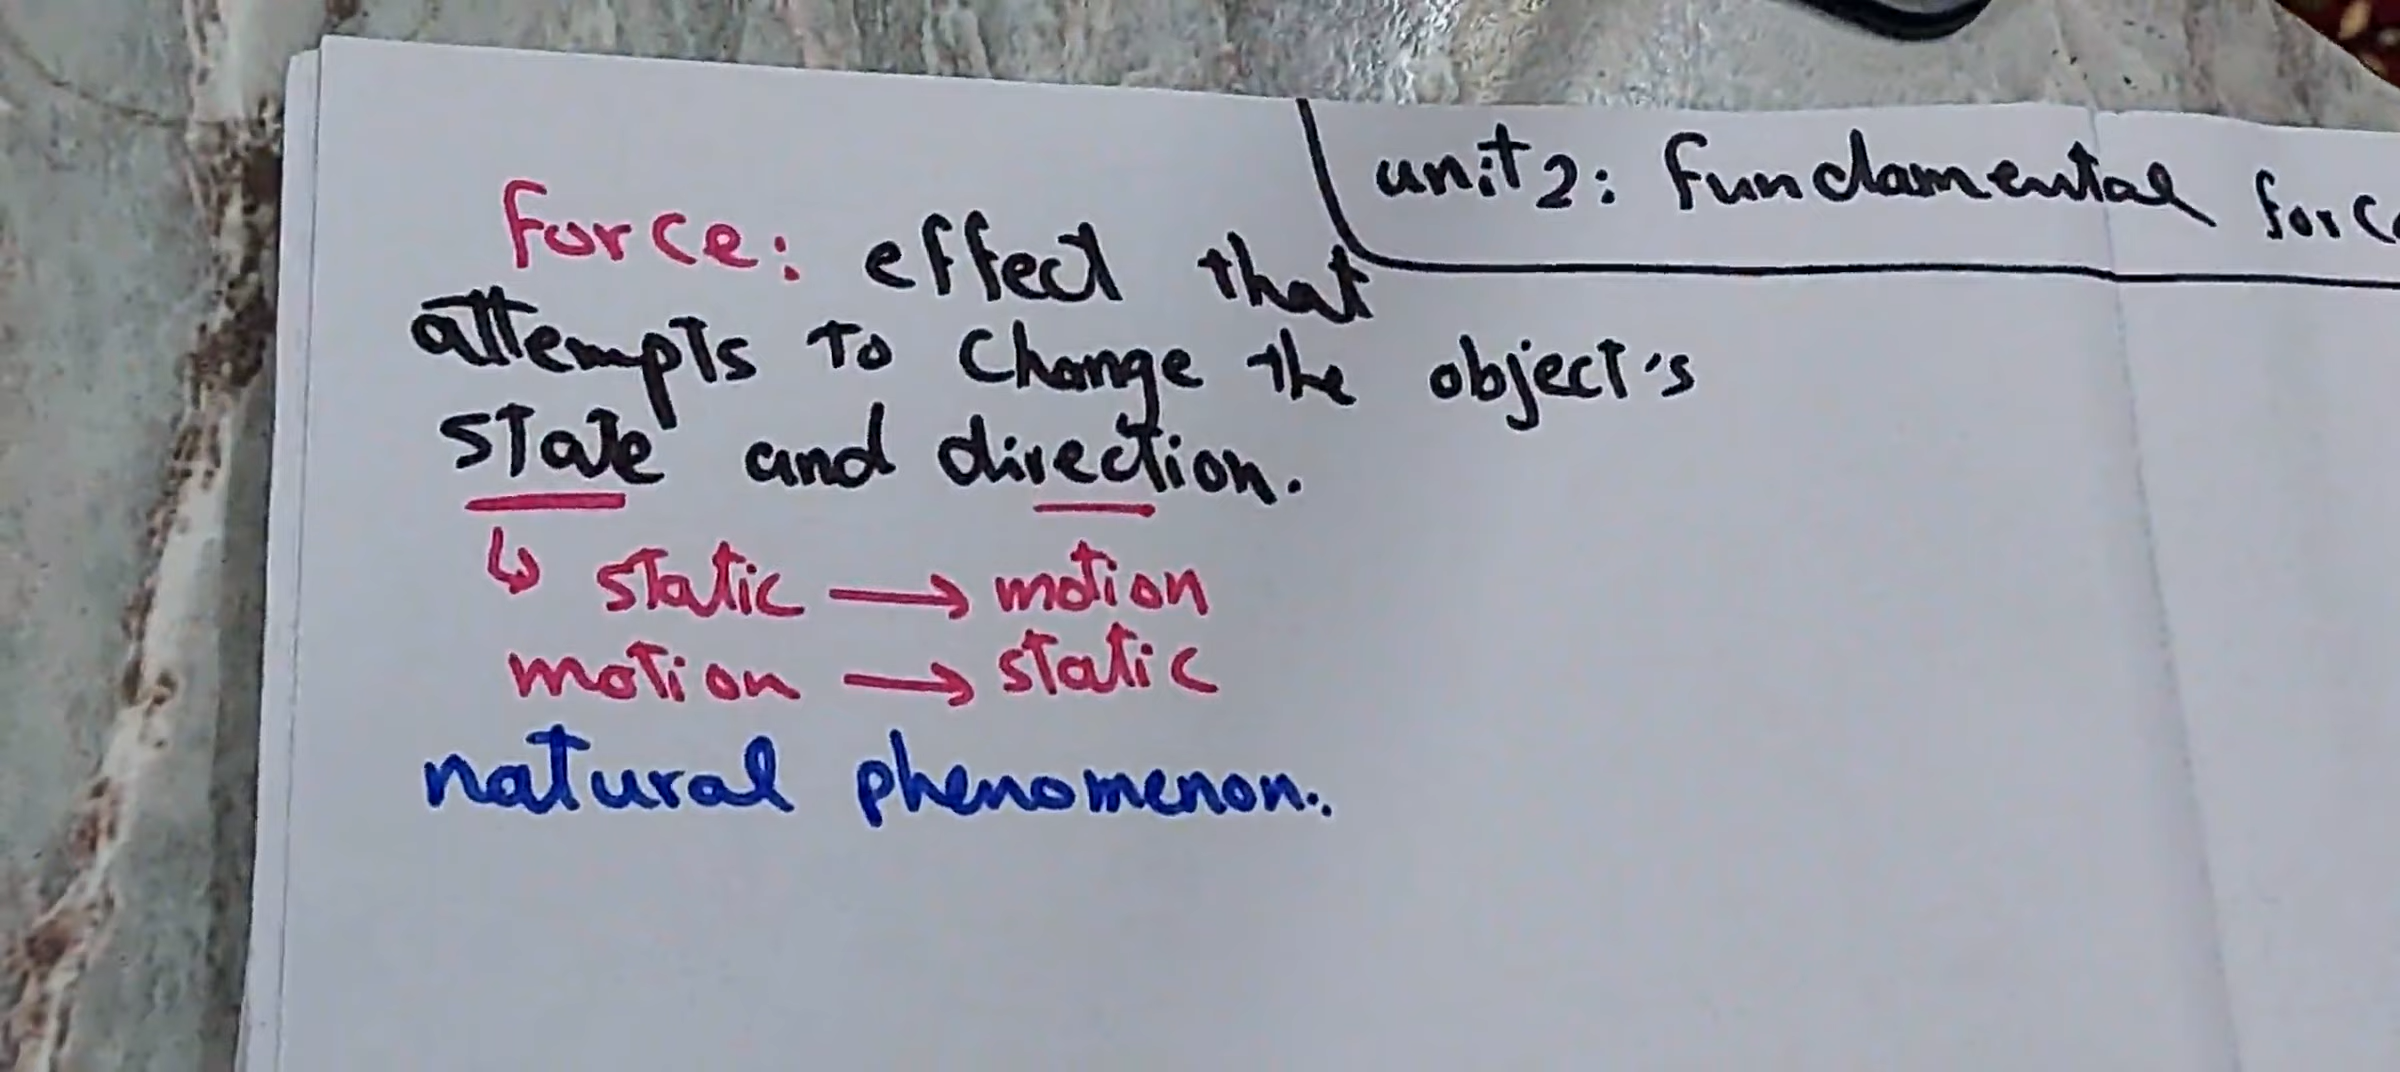 unit 2: Fundamental forc
Force: effect that
attempts to change the object's
state and direction.
↳ static → motion
motion → static
natural phenomenon:.